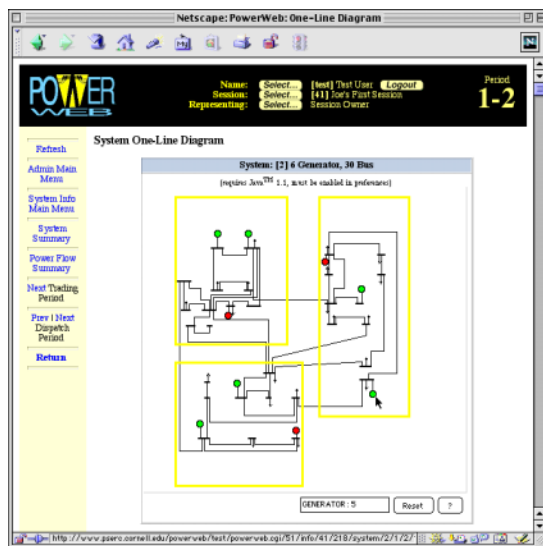 Netscape: PowerWeb: One-Line Diagram
POWER WEB
Name: Select... [test] Test User Logout
Session: Select... [41] Joe's First Session
Representing: Select... Session Owner
Period
1-2
Refresh
Admin Main
Menu
System Info
Main Menu
System
Summary
Power Flow
Summary
Next Trading
Period
Prev | Next
Dispatch
Period
Return
System One-Line Diagram
System: [2] 6 Generator, 30 Bus
(requires Java™ 1.1, must be enabled in preferences)
GENERATOR : 5
Reset
?
http://www.pserc.cornell.edu/powerweb/test/powerweb.cgi/51/info/41/218/system/2/1/2/